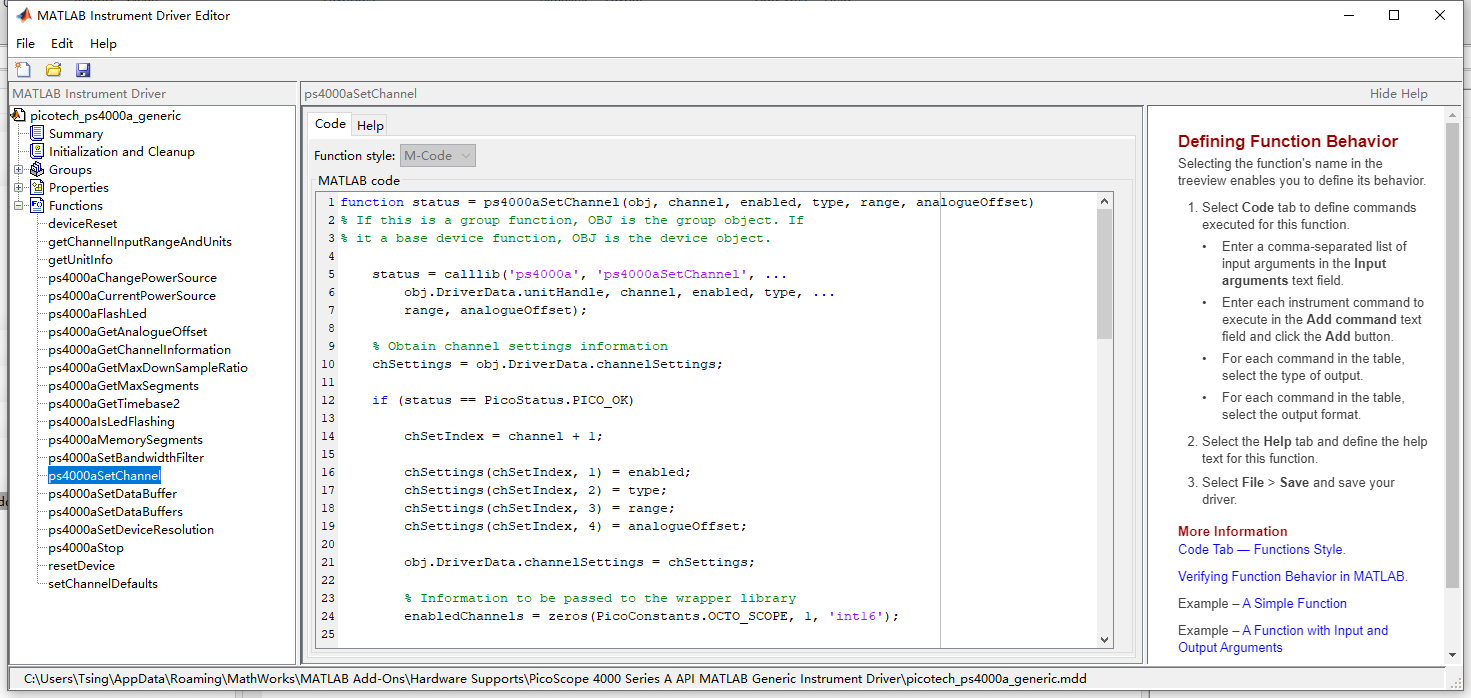 MATLAB Instrument Driver Editor
File Edit Help
MATLAB Instrument Driver
picotech_ps4000a_generic
Summary
Initialization and Cleanup
Groups
Properties
Functions
deviceReset
getChannelInputRangeAndUnits
getUnitInfo
ps4000aChangePowerSource
ps4000aCurrentPowerSource
ps4000aFlashLed
ps4000aGetAnalogueOffset
ps4000aGetChannelInformation
ps4000aGetMaxDownSampleRatio
ps4000aGetMaxSegments
ps4000aGetTimebase2
ps4000aIsLedFlashing
ps4000aMemorySegments
ps4000aSetBandwidthFilter
ps4000aSetChannel
ps4000aSetDataBuffer
ps4000aSetDataBuffers
ps4000aSetDeviceResolution
ps4000aStop
resetDevice
setChannelDefaults
ps4000aSetChannel
Hide Help
Code Help
Function style: M-Code
MATLAB code
1 function status = ps4000aSetChannel(obj, channel, enabled, type, range, analogueOffset)
2 % If this is a group function, OBJ is the group object. If
3 % it a base device function, OBJ is the device object.
4
5 status = calllib('ps4000a', 'ps4000aSetChannel', ...
6 obj.DriverData.unitHandle, channel, enabled, type, ...
7 range, analogueOffset);
8
9 % Obtain channel settings information
10 chSettings = obj.DriverData.channelSettings;
11
12 if (status == PicoStatus.PICO_OK)
13
14 chSetIndex = channel + 1;
15
16 chSettings(chSetIndex, 1) = enabled;
17 chSettings(chSetIndex, 2) = type;
18 chSettings(chSetIndex, 3) = range;
19 chSettings(chSetIndex, 4) = analogueOffset;
20
21 obj.DriverData.channelSettings = chSettings;
22
23 % Information to be passed to the wrapper library
24 enabledChannels = zeros(PicoConstants.OCTO_SCOPE, 1, 'int16');
25
Defining Function Behavior
Selecting the function's name in the
treeview enables you to define its behavior.
1. Select Code tab to define commands
executed for this function.
• Enter a comma-separated list of
input arguments in the Input
arguments text field.
• Enter each instrument command to
execute in the Add command text
field and click the Add button.
• For each command in the table,
select the type of output.
• For each command in the table,
select the output format.
2. Select the Help tab and define the help
text for this function.
3. Select File > Save and save your
driver.
More Information
Code Tab — Functions Style.
Verifying Function Behavior in MATLAB.
Example – A Simple Function
Example – A Function with Input and
Output Arguments
C:\Users\Tsing\AppData\Roaming\MathWorks\MATLAB Add-Ons\Hardware Supports\PicoScope 4000 Series A API MATLAB Generic Instrument Driver\picotech_ps4000a_generic.mdd